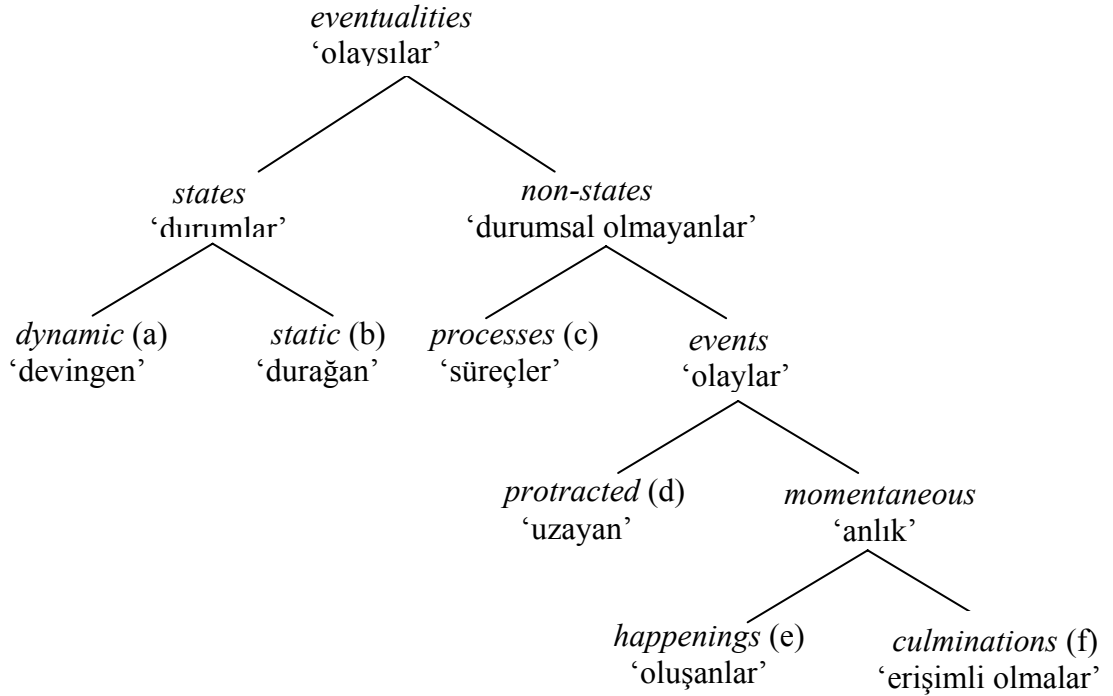 eventualities
‘olaysılar’
states
‘durumlar’
non-states
‘durumsal olmayanlar’
dynamic (a)
‘devingen’
static (b)
‘durağan’
processes (c)
‘süreçler’
events
‘olaylar’
protracted (d)
‘uzayan’
momentaneous
‘anlık’
happenings (e)
‘oluşanlar’
culminations (f)
‘erişimli olmalar’